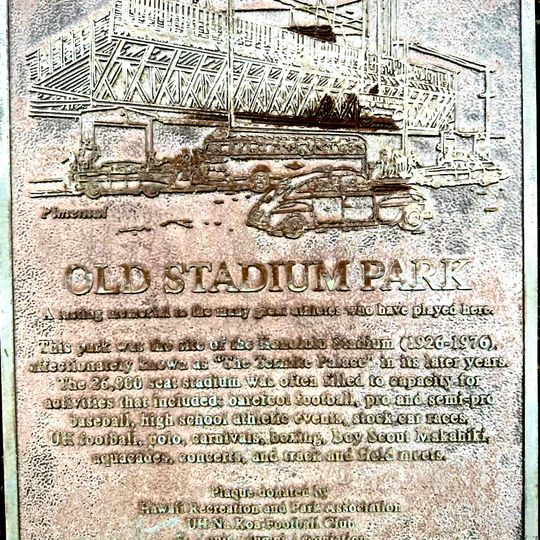 Pimental
OLD STADIUM PARK
A lasting memorial to the many great athletes who have played here.
This park was the site of the Honolulu Stadium (1926-1976),
affectionately known as "The Termite Palace" in its later years.
The 26,000 seat stadium was often filled to capacity for
activities that included: barefoot football, pro and semi-pro
baseball, high school athletic events, stock car races,
UH football, polo, carnivals, boxing, Boy Scout Makahiki,
aquacades, concerts, and track and field meets.
Plaque donated by
Hawaii Recreation and Park Association
UH Na Koa Football Club